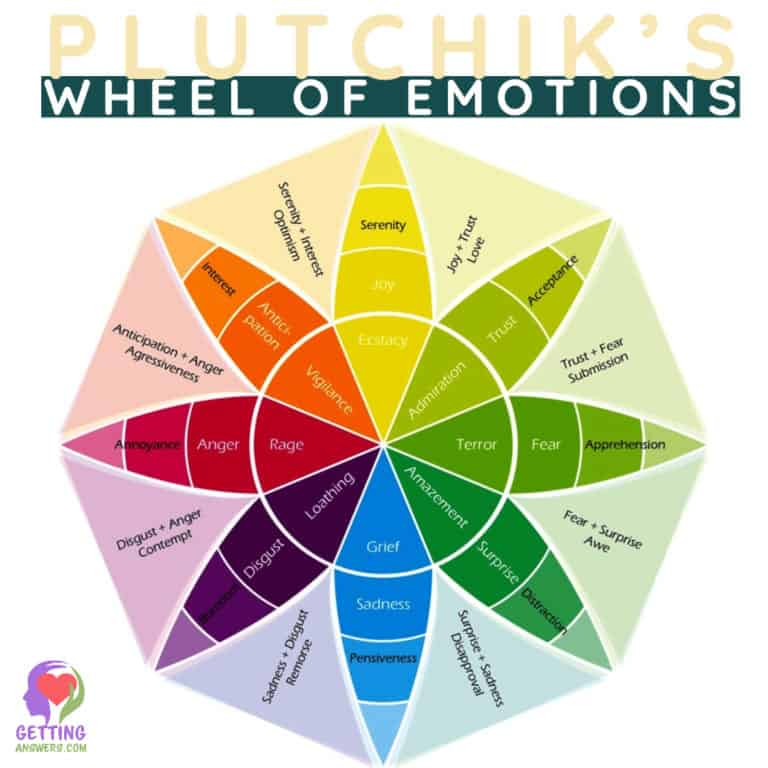 PLUTCHIK'S
WHEEL OF EMOTIONS
Serenity + Interest
Optimism
Serenity
Joy
Ecstacy
Joy + Trust
Love
Interest
Antici-
pation
Vigilance
Acceptance
Trust
Admiration
Anticipation + Anger
Agressiveness
Trust + Fear
Submission
Annoyance
Anger
Rage
Terror
Fear
Apprehension
Disgust + Anger
Contempt
Loathing
Disgust
Boredom
Amazement
Surprise
Distraction
Fear + Surprise
Awe
Grief
Sadness
Pensiveness
Sadness + Disgust
Remorse
Surprise + Sadness
Disapproval
GETTING
ANSWERS!.COM